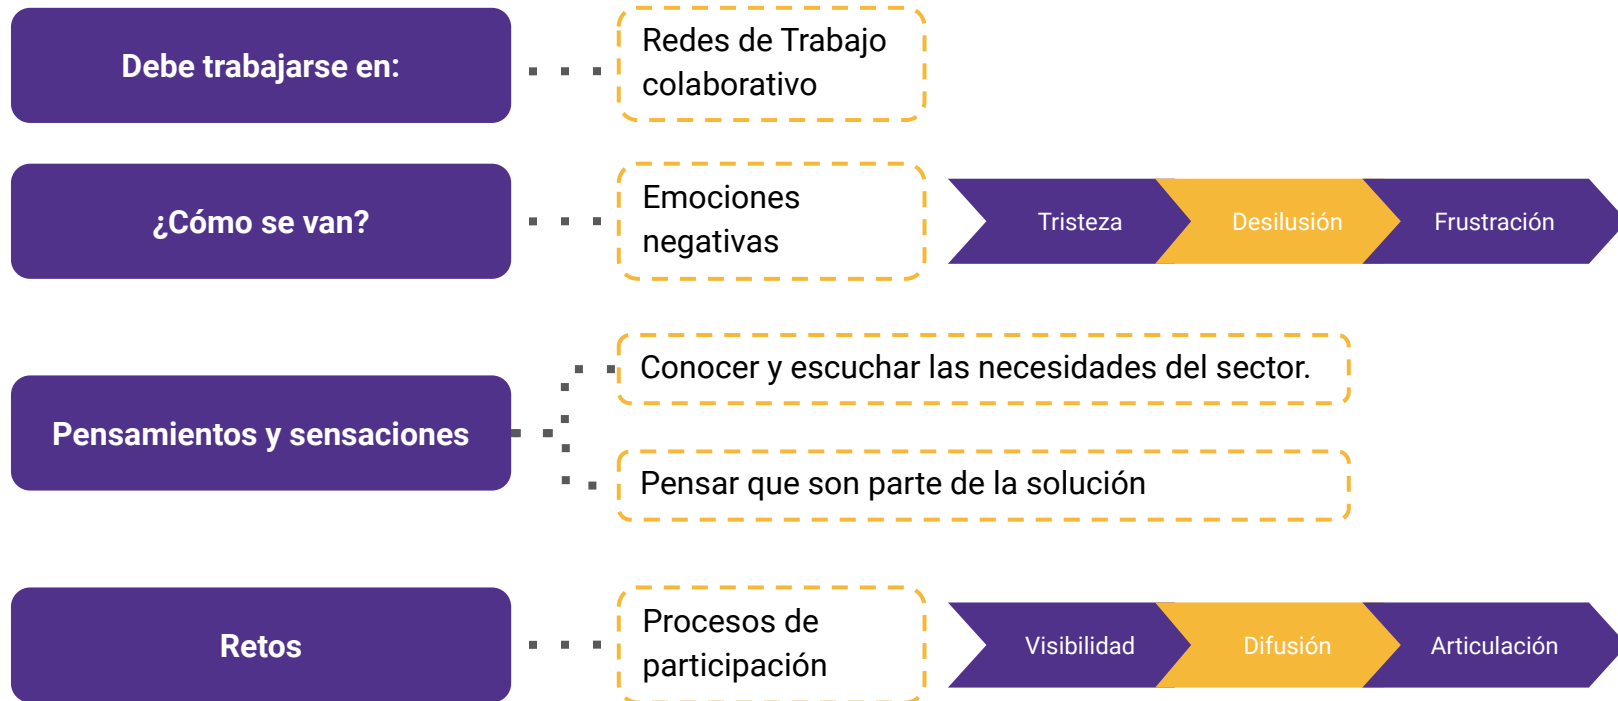 Debe trabajarse en:
Redes de Trabajo
colaborativo
¿Cómo se van?
Emociones
negativas
Tristeza
Desilusión
Frustración
Pensamientos y sensaciones
Conocer y escuchar las necesidades del sector.
Pensar que son parte de la solución
Retos
Procesos de
participación
Visibilidad
Difusión
Articulación